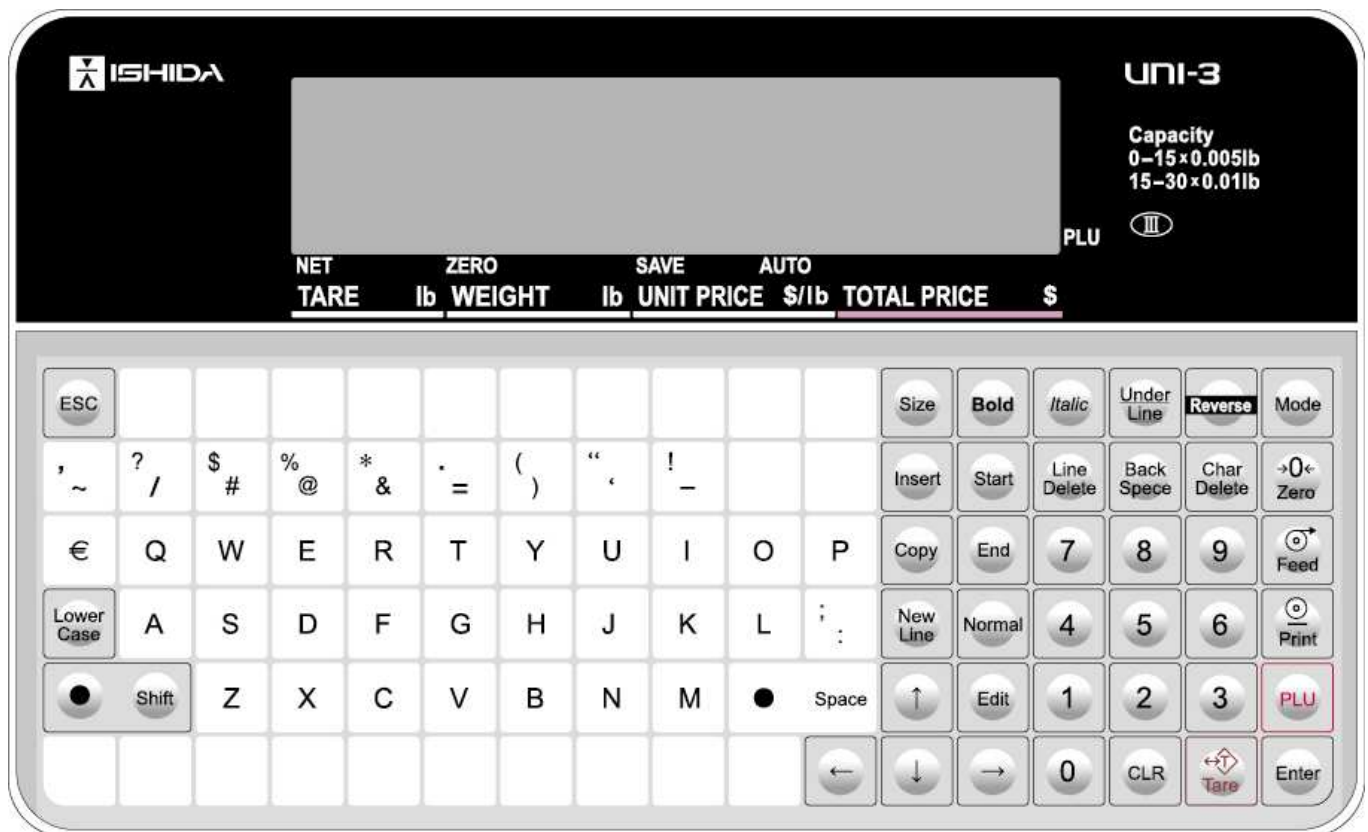 ISHIDA
UNI-3
Capacity
0–15×0.005lb
15–30×0.01lb
III
PLU
NET ZERO SAVE AUTO
TARE lb WEIGHT lb UNIT PRICE $/lb TOTAL PRICE $
ESC Size Bold Italic Under Line Reverse Mode
, ~ ? / $ # % @ * & . = ( ) “ ‘ ! – Insert Start Line Delete Back Spece Char Delete →0← Zero
€ Q W E R T Y U I O P Copy End 7 8 9 Feed
Lower Case A S D F G H J K L ; : New Line Normal 4 5 6 Print
● Shift Z X C V B N M ● Space ↑ Edit 1 2 3 PLU
← ↓ → 0 CLR ↔T Tare Enter